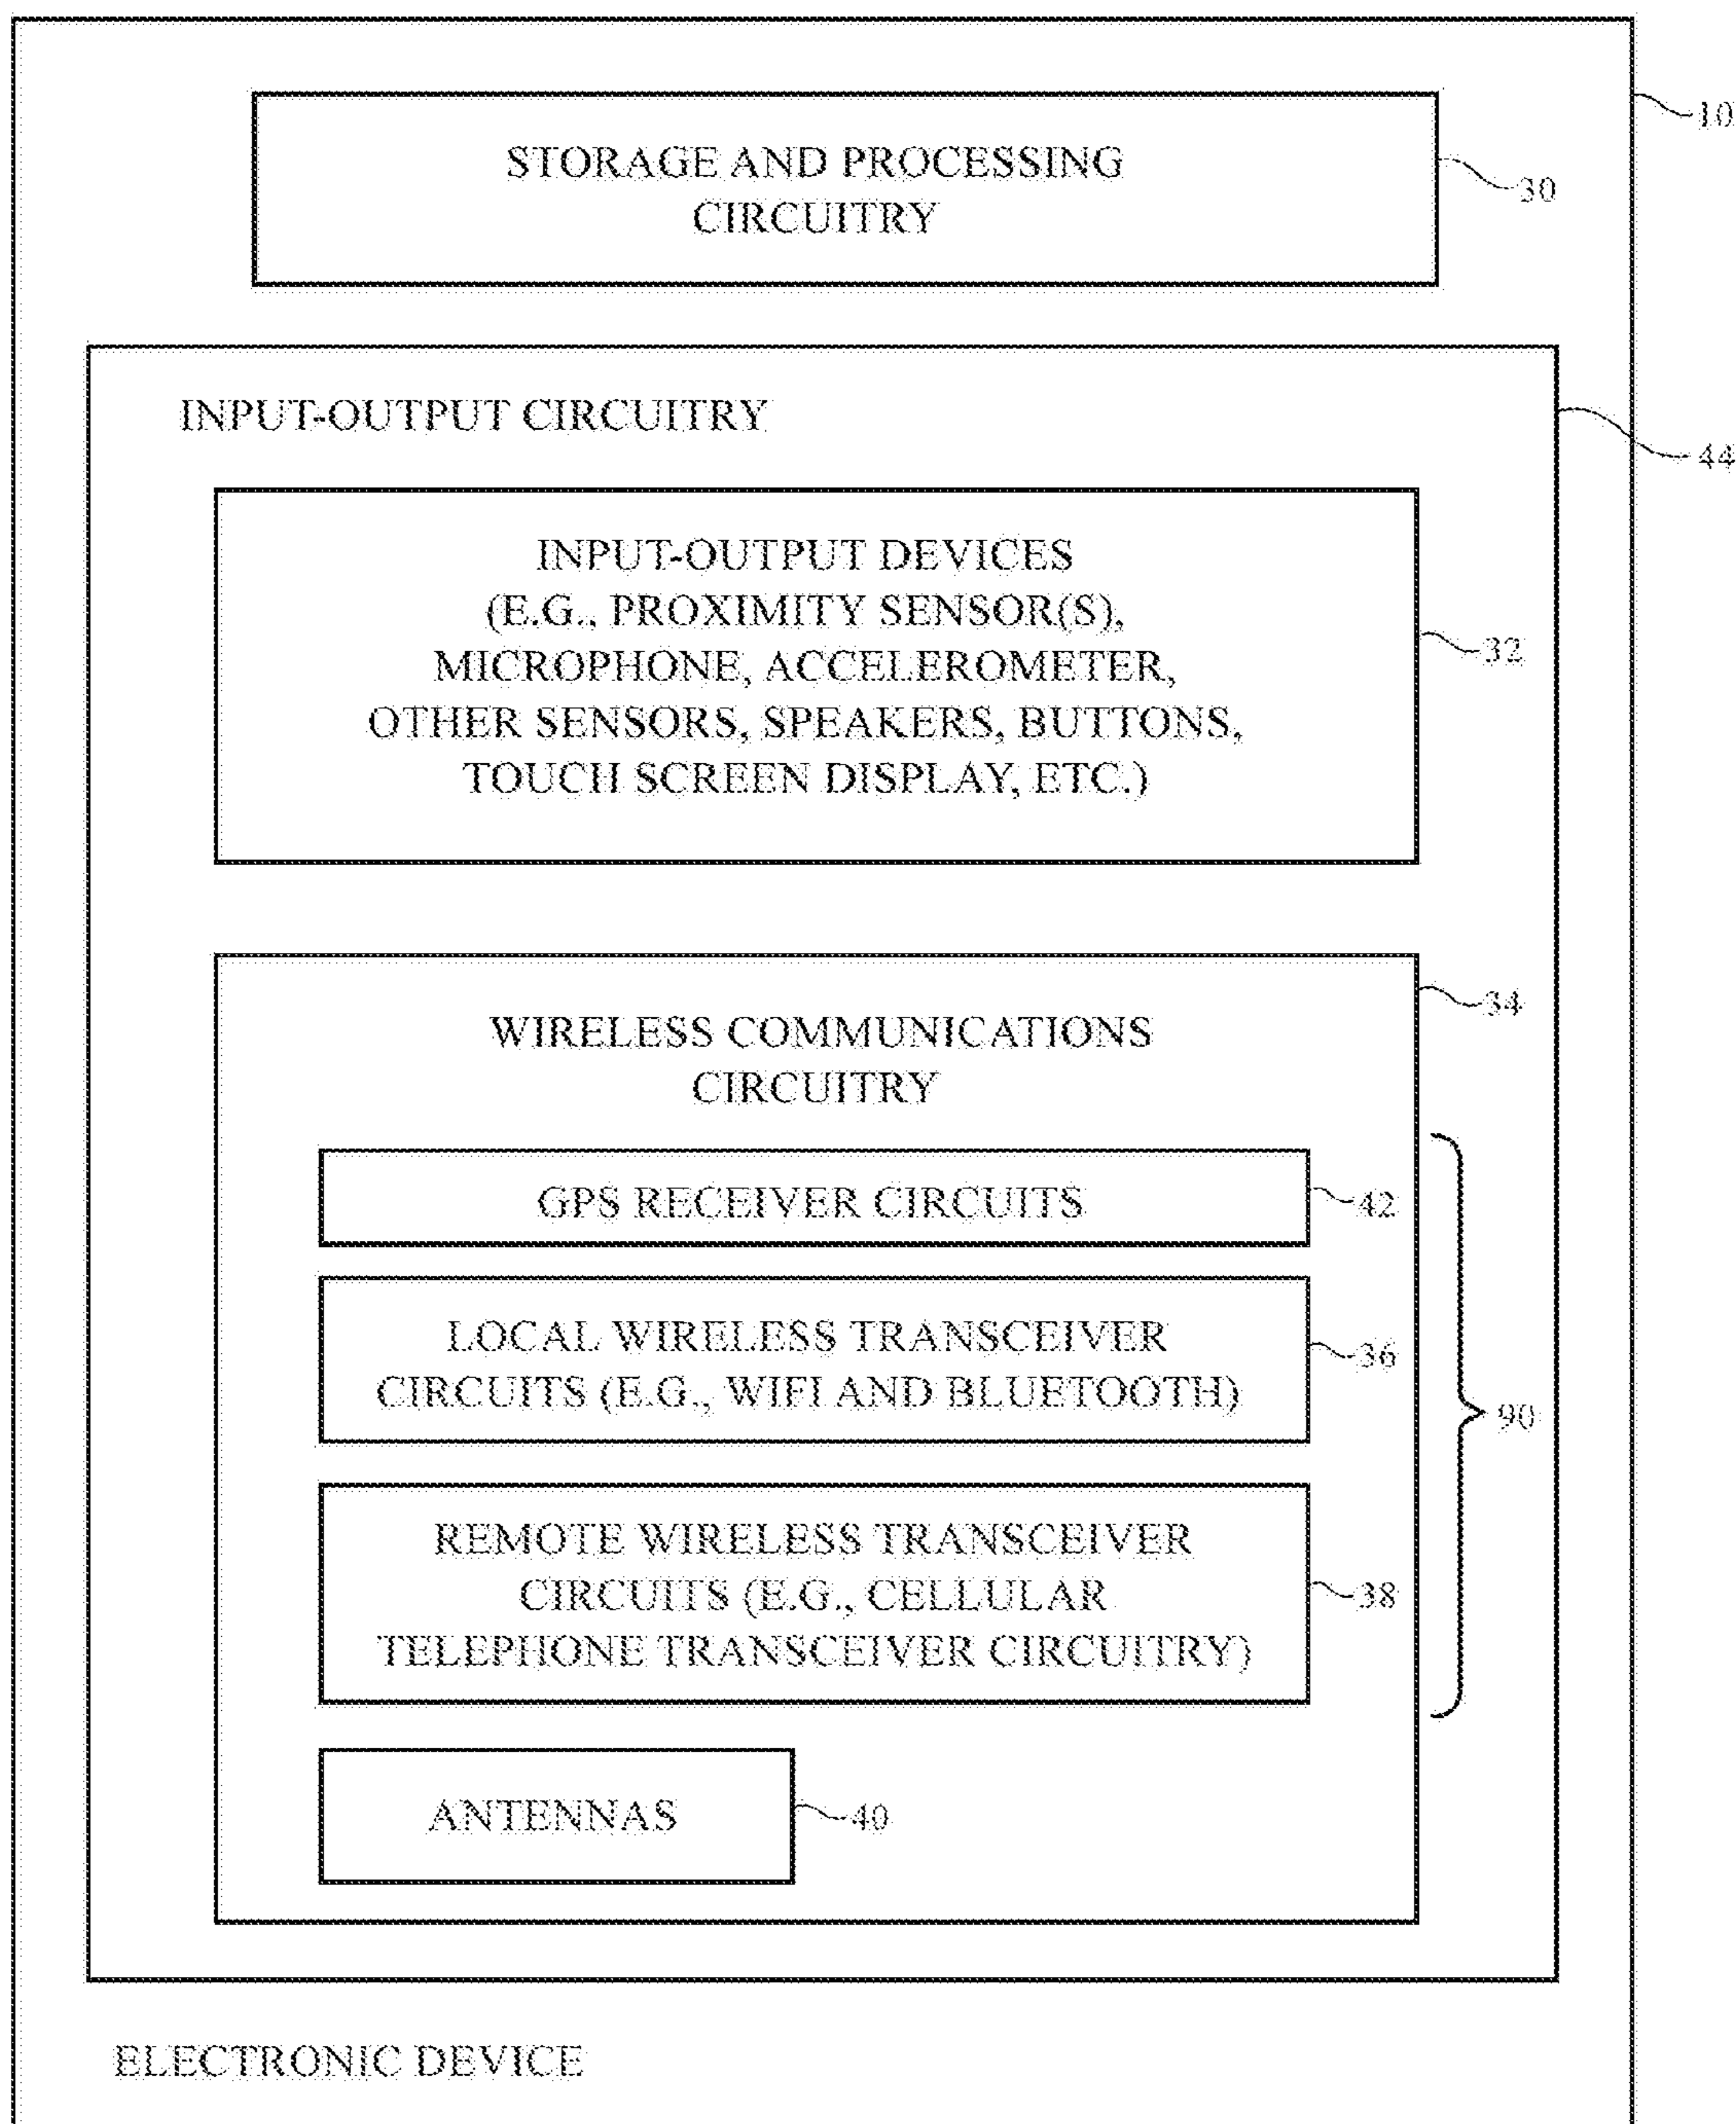 10
STORAGE AND PROCESSING
CIRCUITRY
30
INPUT-OUTPUT CIRCUITRY
44
INPUT-OUTPUT DEVICES
(E.G., PROXIMITY SENSOR(S),
MICROPHONE, ACCELEROMETER,
OTHER SENSORS, SPEAKERS, BUTTONS,
TOUCH SCREEN DISPLAY, ETC.)
32
34
WIRELESS COMMUNICATIONS
CIRCUITRY
GPS RECEIVER CIRCUITS
42
LOCAL WIRELESS TRANSCEIVER
CIRCUITS (E.G., WIFI AND BLUETOOTH)
36
90
REMOTE WIRELESS TRANSCEIVER
CIRCUITS (E.G., CELLULAR
TELEPHONE TRANSCEIVER CIRCUITRY)
38
ANTENNAS
40
ELECTRONIC DEVICE